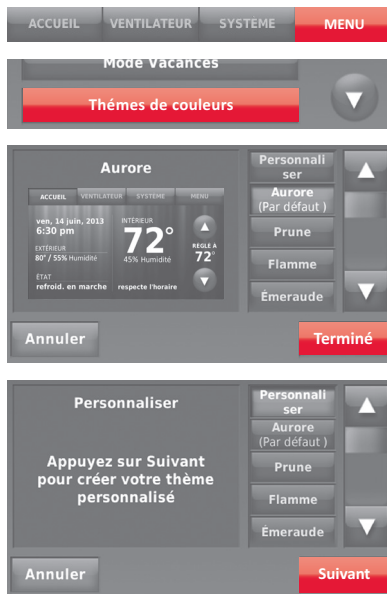 ACCUEIL VENTILATEUR SYSTEME MENU
Mode Vacances
Thémes de couleurs
Aurore
ACCUEIL VENTILATEUR SYSTÈME MENU
ven, 14 juin, 2013
6:30 pm
EXTÉRIEUR
80° / 55% Humidité
ÉTAT
refroid. en marche
INTÉRIEUR
72°
45% Humidité
respecte l'horaire
RÉGLÉ À
72°
Personnali
ser
Aurore
(Par défaut )
Prune
Flamme
Émeraude
Annuler
Terminé
Personnaliser
Appuyez sur Suivant
pour créer votre thème
personnalisé
Personnali
ser
Aurore
(Par défaut )
Prune
Flamme
Émeraude
Annuler
Suivant